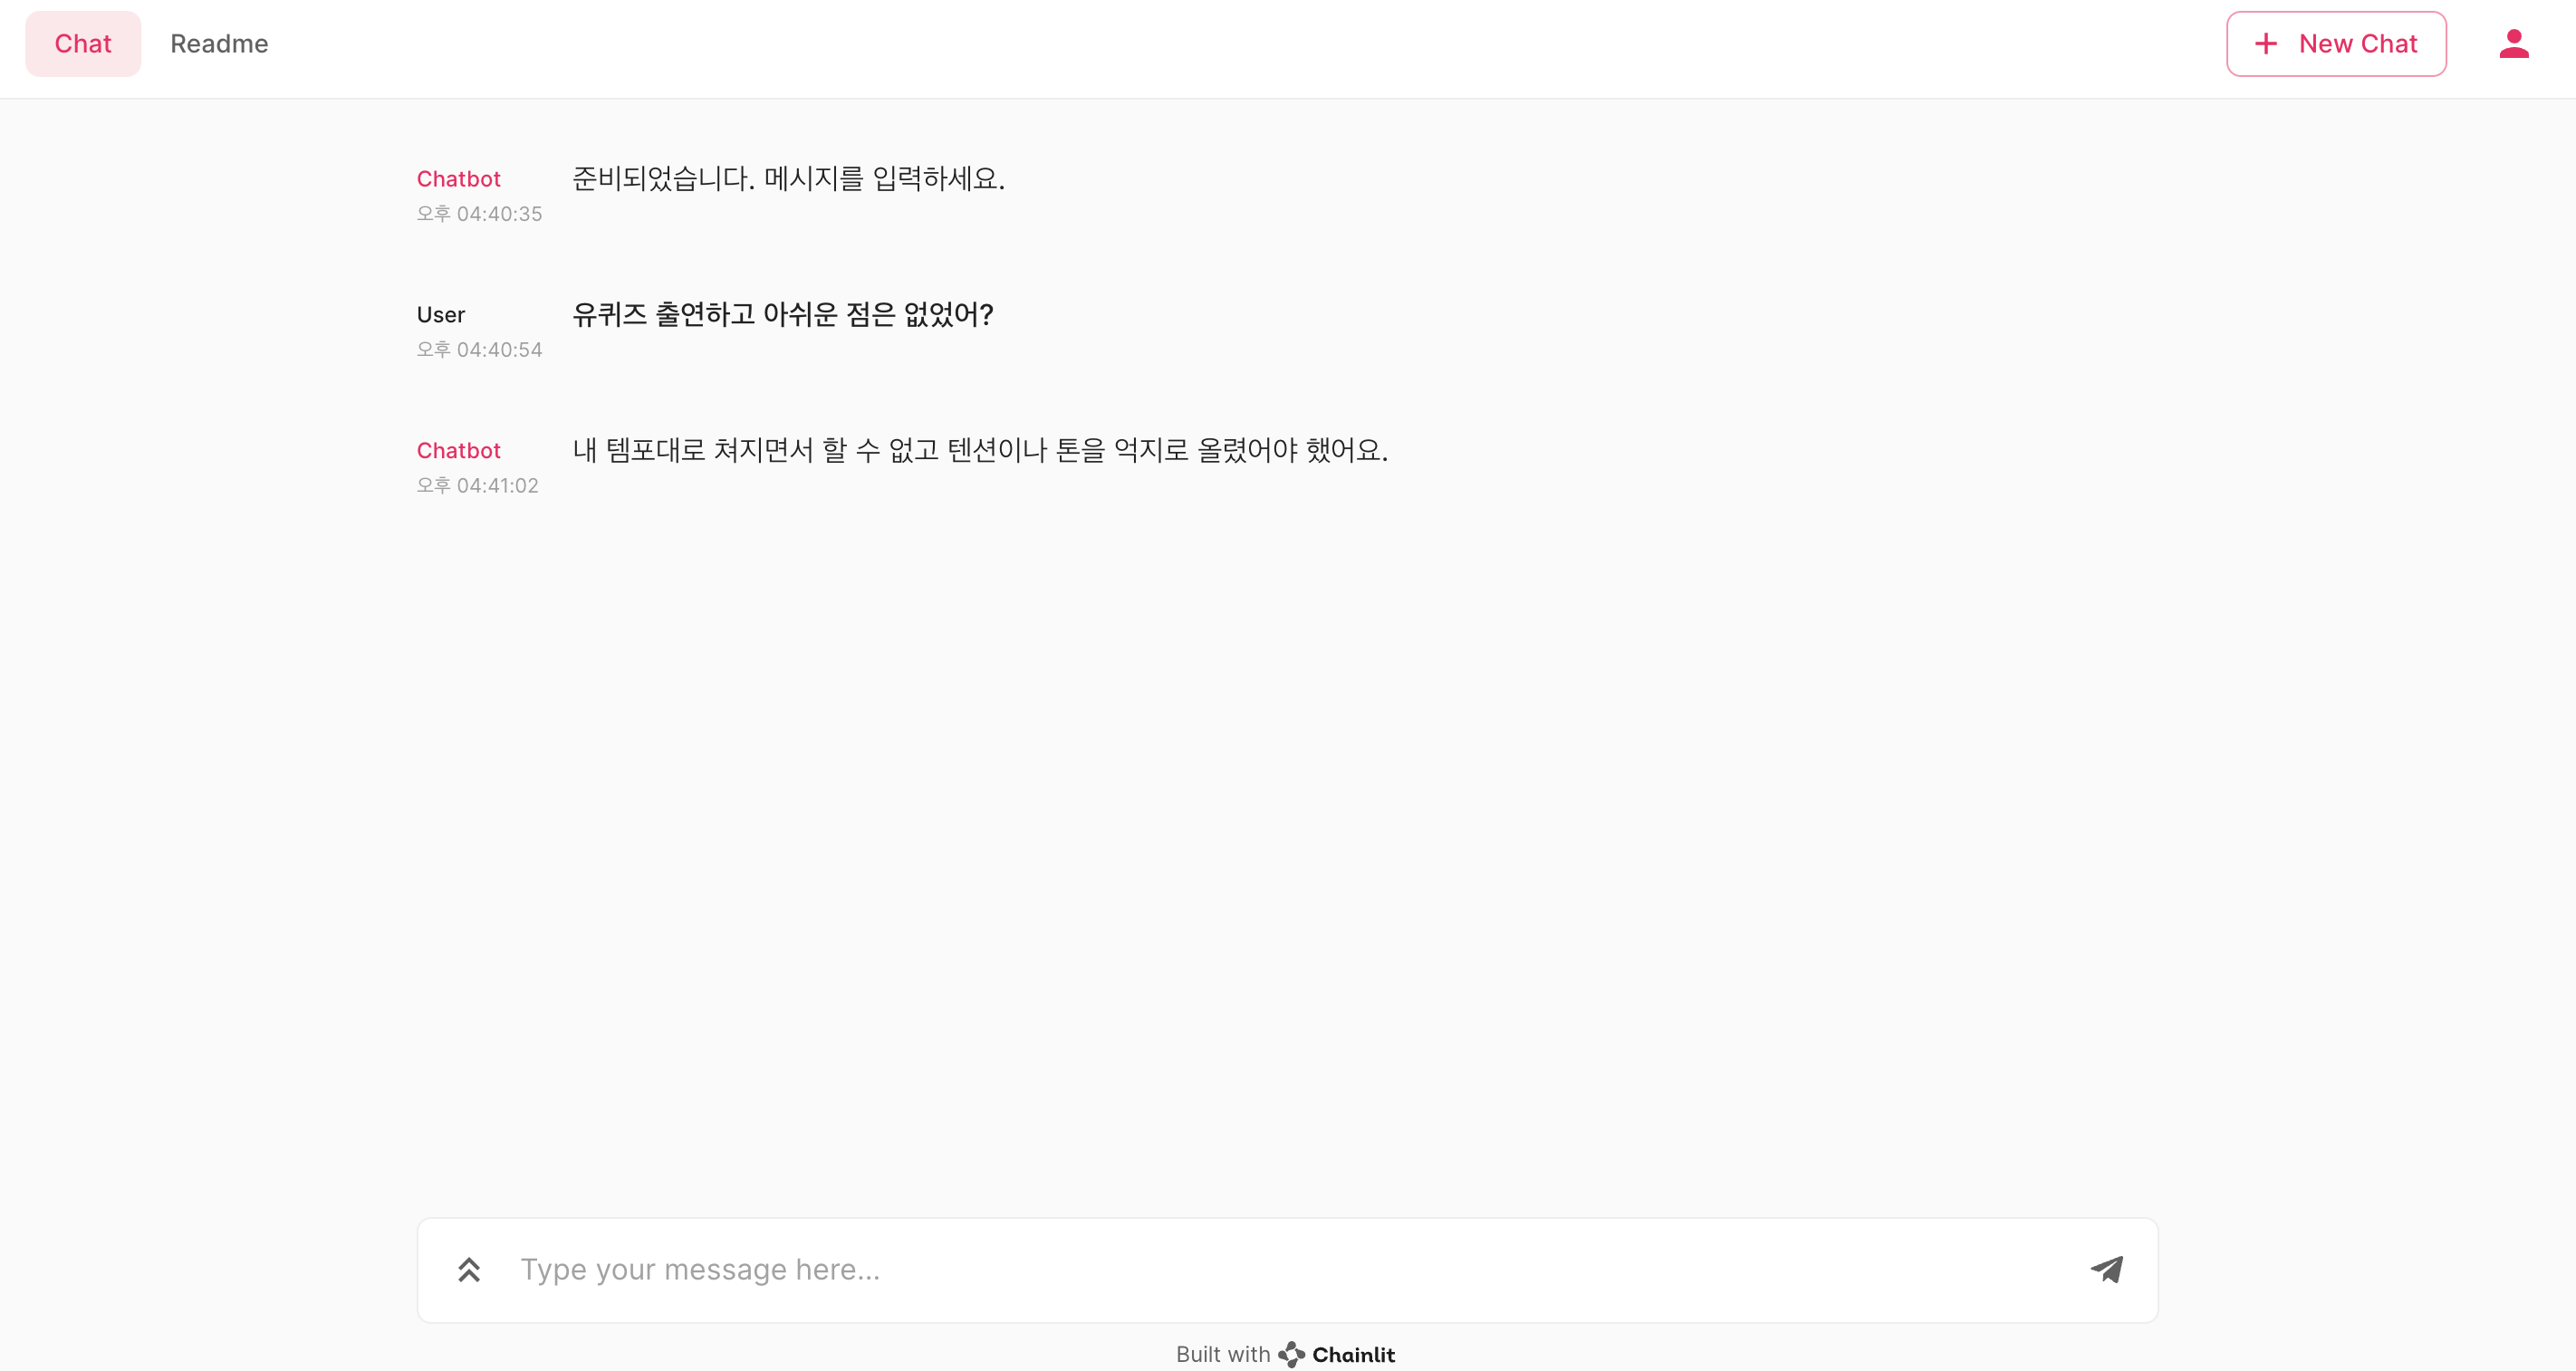 Chat
Readme
New Chat
Chatbot
준비되었습니다. 메시지를 입력하세요.
오후 04:40:35
User
유퀴즈 출연하고 아쉬운 점은 없었어?
오후 04:40:54
Chatbot
내 템포대로 쳐지면서 할 수 없고 텐션이나 톤을 억지로 올렸어야 했어요.
오후 04:41:02
Type your message here...
Built with Chainlit